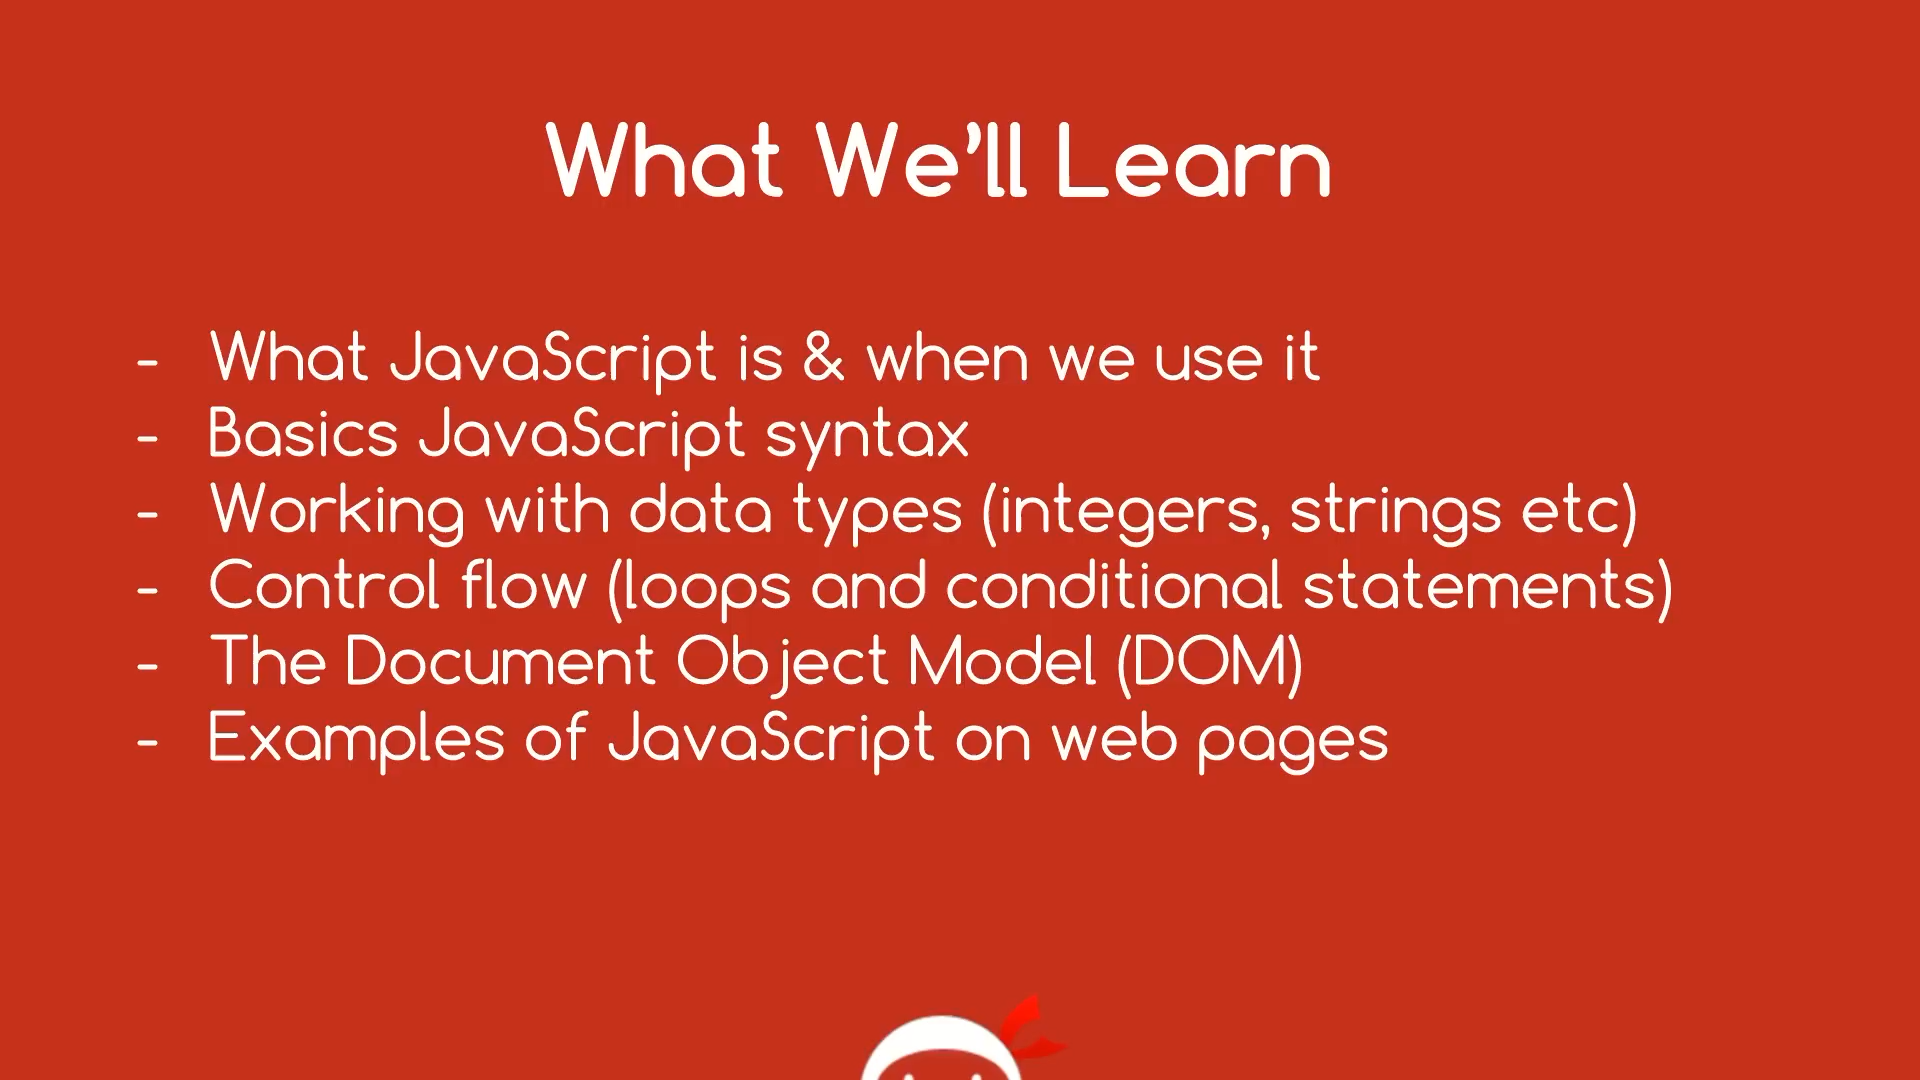 What We’ll Learn
- What JavaScript is & when we use it
- Basics JavaScript syntax
- Working with data types (integers, strings etc)
- Control flow (loops and conditional statements)
- The Document Object Model (DOM)
- Examples of JavaScript on web pages